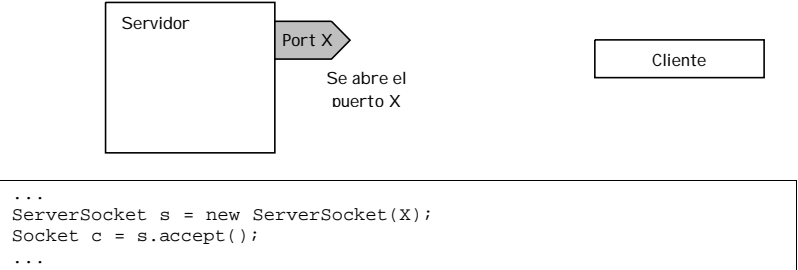 Servidor
Port X
Se abre el
puerto X
Cliente
...
ServerSocket s = new ServerSocket(X);
Socket c = s.accept();
...